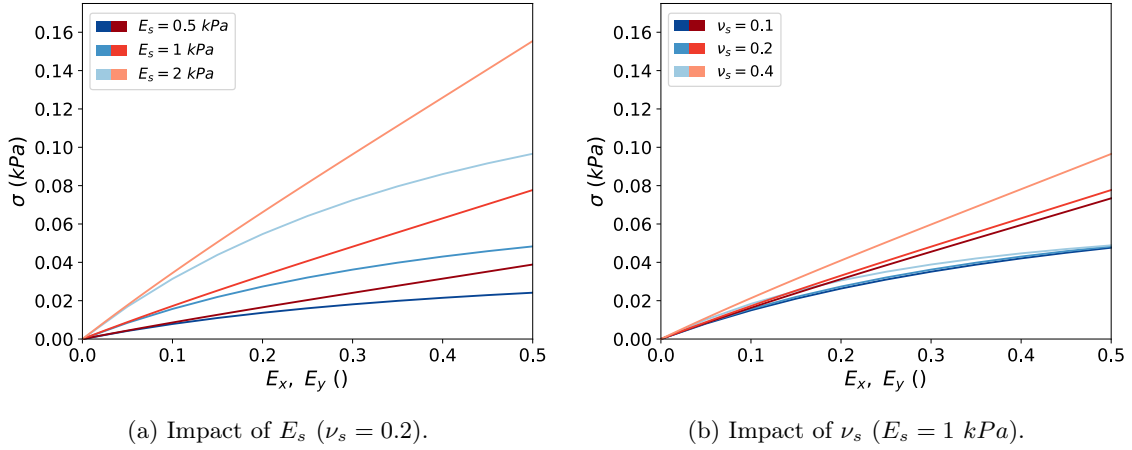 0.16
0.14
0.12
0.10
0.08
0.06
0.04
0.02
0.00
σ (kPa)
E_s = 0.5 kPa
E_s = 1 kPa
E_s = 2 kPa
0.0 0.1 0.2 0.3 0.4 0.5
E_x, E_y ()
(a) Impact of E_s (ν_s = 0.2).
0.16
0.14
0.12
0.10
0.08
0.06
0.04
0.02
0.00
σ (kPa)
ν_s = 0.1
ν_s = 0.2
ν_s = 0.4
0.0 0.1 0.2 0.3 0.4 0.5
E_x, E_y ()
(b) Impact of ν_s (E_s = 1 kPa).